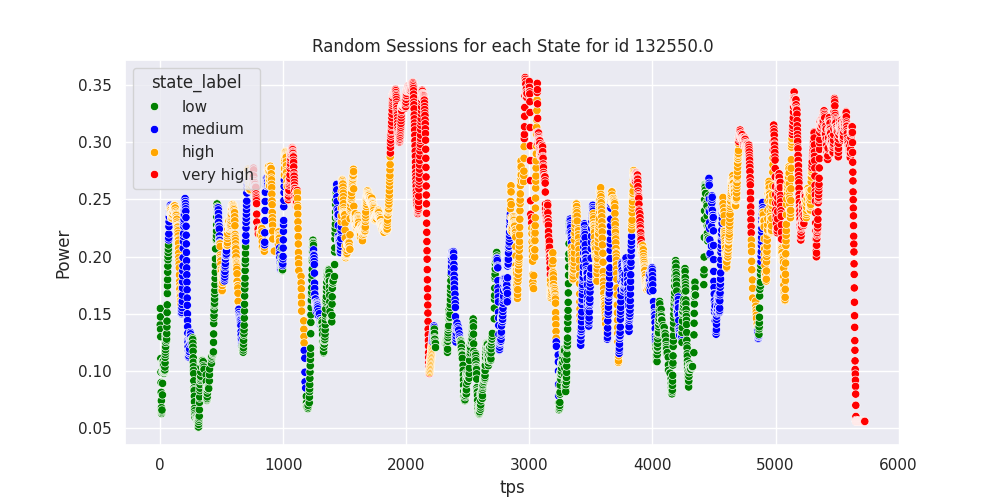 Random Sessions for each State for id 132550.0
Power
0.35
0.30
0.25
0.20
0.15
0.10
0.05
state_label
low
medium
high
very high
0 1000 2000 3000 4000 5000 6000
tps